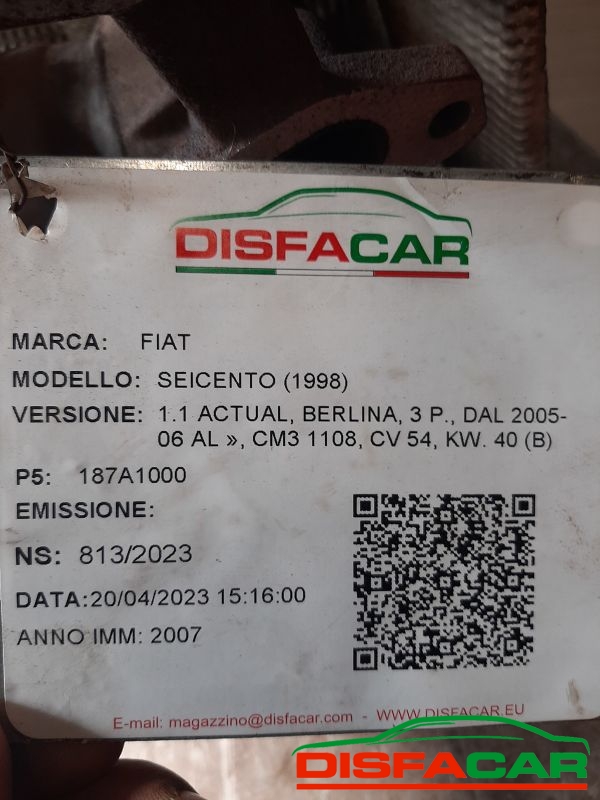 DISFACAR
MARCA: FIAT
MODELLO: SEICENTO (1998)
VERSIONE: 1.1 ACTUAL, BERLINA, 3 P., DAL 2005-
06 AL », CM3 1108, CV 54, KW. 40 (B)
P5: 187A1000
EMISSIONE:
NS: 813/2023
DATA:20/04/2023 15:16:00
ANNO IMM: 2007
E-mail: magazzino@disfacar.com - WWW.DISFACAR.EU
DISFACAR